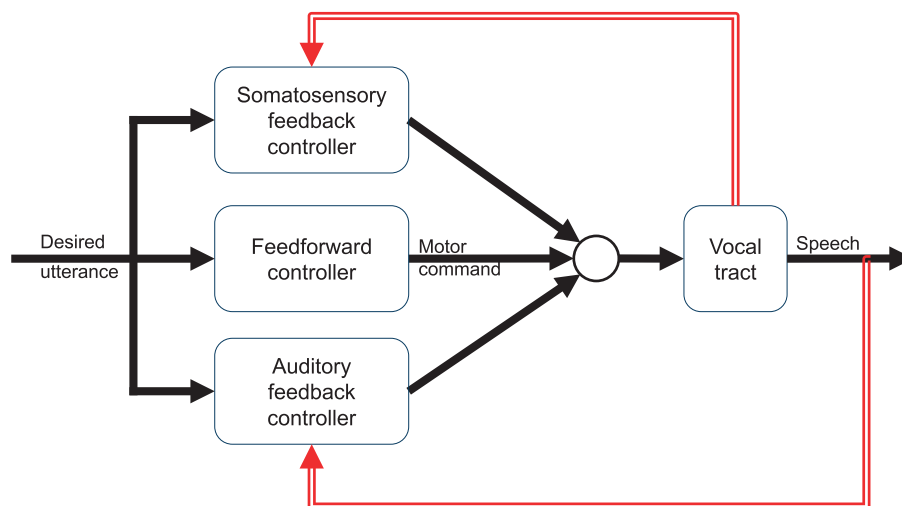 Somatosensory
feedback
controller
Desired
utterance
Feedforward
controller
Motor
command
Vocal
tract
Speech
Auditory
feedback
controller